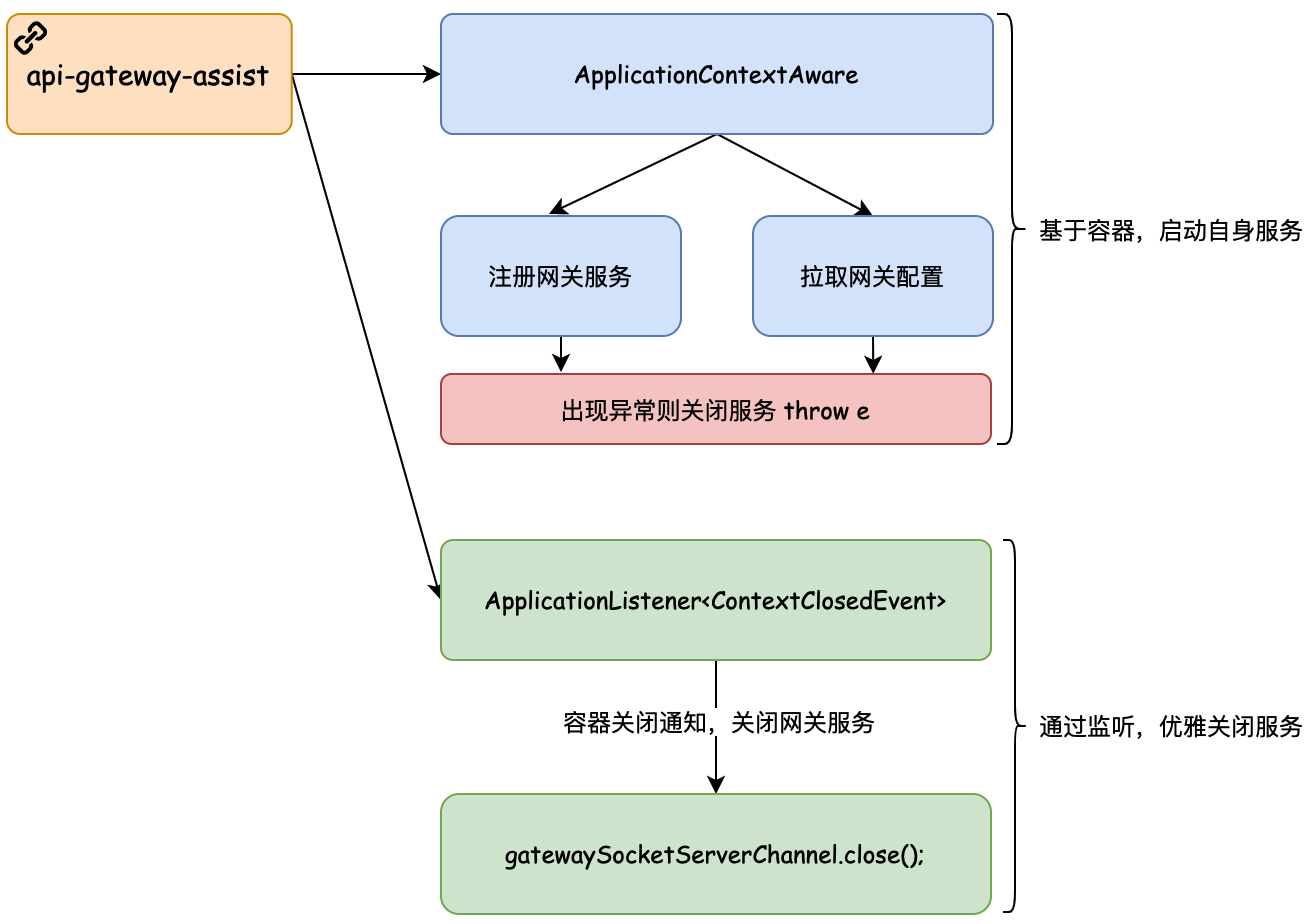 api-gateway-assist
ApplicationContextAware
注册网关服务
拉取网关配置
基于容器，启动自身服务
出现异常则关闭服务 throw e
ApplicationListener<ContextClosedEvent>
容器关闭通知，关闭网关服务
通过监听，优雅关闭服务
gatewaySocketServerChannel.close();